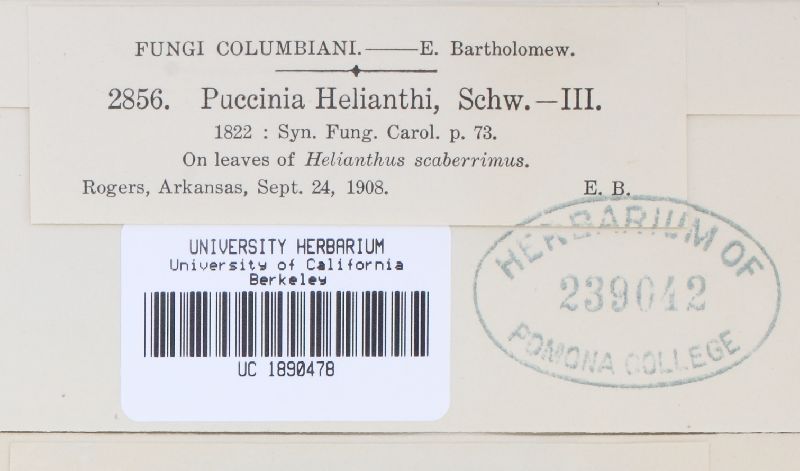 FUNGI COLUMBIANI.——E. Bartholomew.
2856. Puccinia Helianthi, Schw.—III.
1822 : Syn. Fung. Carol. p. 73.
On leaves of Helianthus scaberrimus.
Rogers, Arkansas, Sept. 24, 1908. E. B.
UNIVERSITY HERBARIUM
University of California
Berkeley
UC 1890478
HERBARIUM OF
239042
POMONA COLLEGE